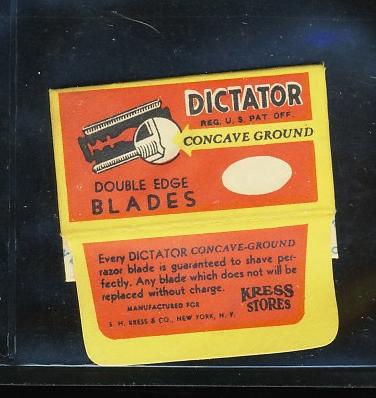 DICTATOR
REG. U. S. PAT. OFF.
CONCAVE GROUND
DOUBLE EDGE
BLADES
Every DICTATOR CONCAVE-GROUND
razor blade is guaranteed to shave per-
fectly. Any blade which does not will be
replaced without charge.
MANUFACTURED FOR
S. H. KRESS & CO., NEW YORK, N. Y.
KRESS
STORES